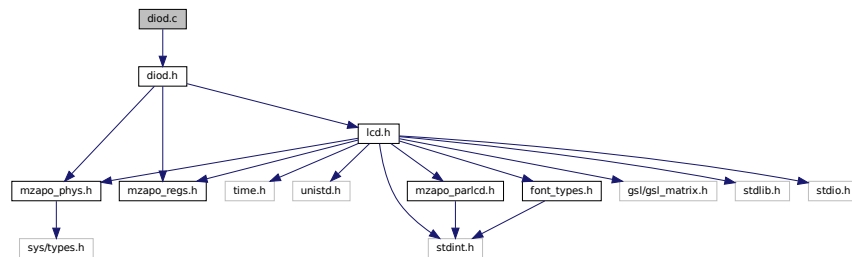 diod.c
diod.h
lcd.h
mzapo_phys.h
mzapo_regs.h
time.h
unistd.h
mzapo_parlcd.h
font_types.h
gsl/gsl_matrix.h
stdlib.h
stdio.h
sys/types.h
stdint.h